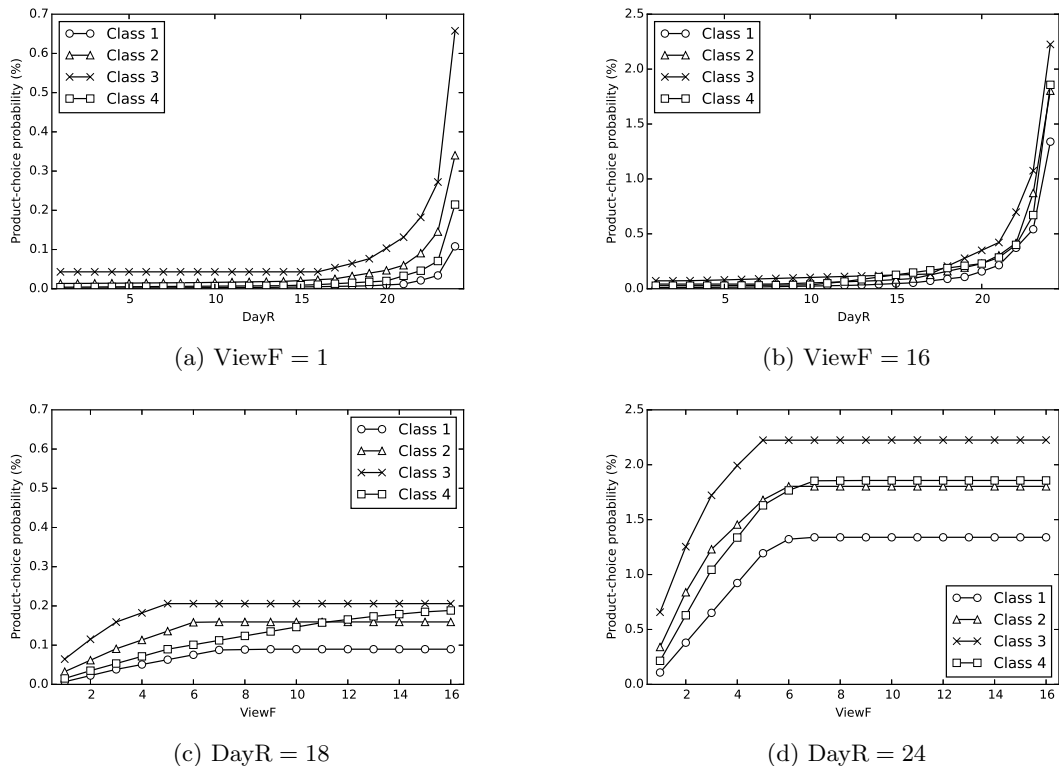 0.7
0.6
0.5
0.4
0.3
0.2
0.1
0.0
Product-choice probability (%)
Class 1
Class 2
Class 3
Class 4
5 10 15 20
DayR
(a) ViewF = 1
2.5
2.0
1.5
1.0
0.5
0.0
Product-choice probability (%)
Class 1
Class 2
Class 3
Class 4
5 10 15 20
DayR
(b) ViewF = 16
0.7
0.6
0.5
0.4
0.3
0.2
0.1
0.0
Product-choice probability (%)
Class 1
Class 2
Class 3
Class 4
2 4 6 8 10 12 14 16
ViewF
(c) DayR = 18
2.5
2.0
1.5
1.0
0.5
0.0
Product-choice probability (%)
Class 1
Class 2
Class 3
Class 4
2 4 6 8 10 12 14 16
ViewF
(d) DayR = 24